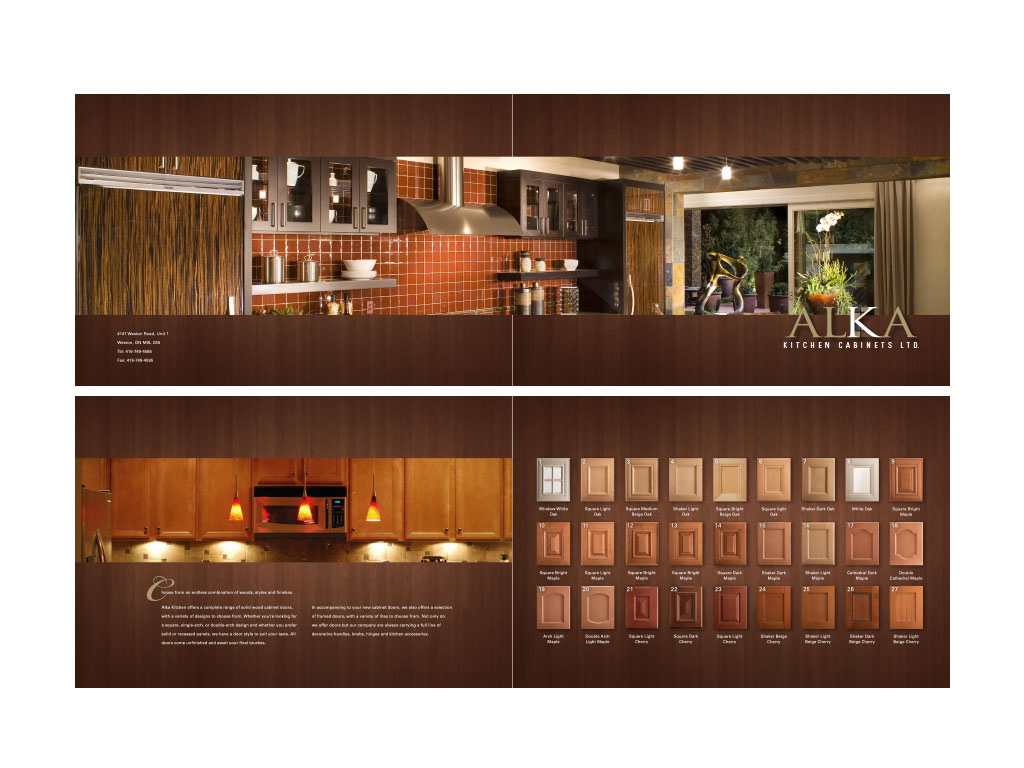 4141 Weston Road, Unit 7
Weston, ON M9L 2S8
Tel: 416-749-4585
Fax: 416-749-4595
ALKA
KITCHEN CABINETS LTD.
Choose from an endless combination of woods, styles and finishes.
Alka Kitchen offers a complete range of solid wood cabinet doors,
with a variety of designs to choose from. Whether you're looking for
a square, single-arch, or double-arch design and whether you prefer
solid or recessed panels, we have a door style to suit your taste. All
doors come unfinished and await your final touches.
In accompanying to your new cabinet doors, we also offers a selection
of framed doors, with a variety of lines to choose from. Not only do
we offer doors but our company are always carrying a full line of
decorative handles, knobs, hinges and kitchen accessories.
2 3 4 5 6 7 8 9
Window White Oak
Square Light Oak
Square Medium Beige Oak
Shaker Light Oak
Square Bright Beige Oak
Square light Oak
Shaker Dark Oak
White Oak
Square Bright Maple
10 11 12 13 14 15 16 17 18
Square Bright Maple
Square Light Maple
Square Bright Maple
Square Bright Maple
Square Dark Maple
Shaker Dark Maple
Shaker Light Maple
Cathedral Dark Maple
Double Cathedral Maple
19 20 21 22 23 24 25 26 27
Arch Light Maple
Double Arch Light Maple
Square Light Cherry
Square Dark Cherry
Square Light Cherry
Shaker Beige Cherry
Shaker Light Beige Cherry
Shaker Dark Beige Cherry
Shaker Light Beige Cherry